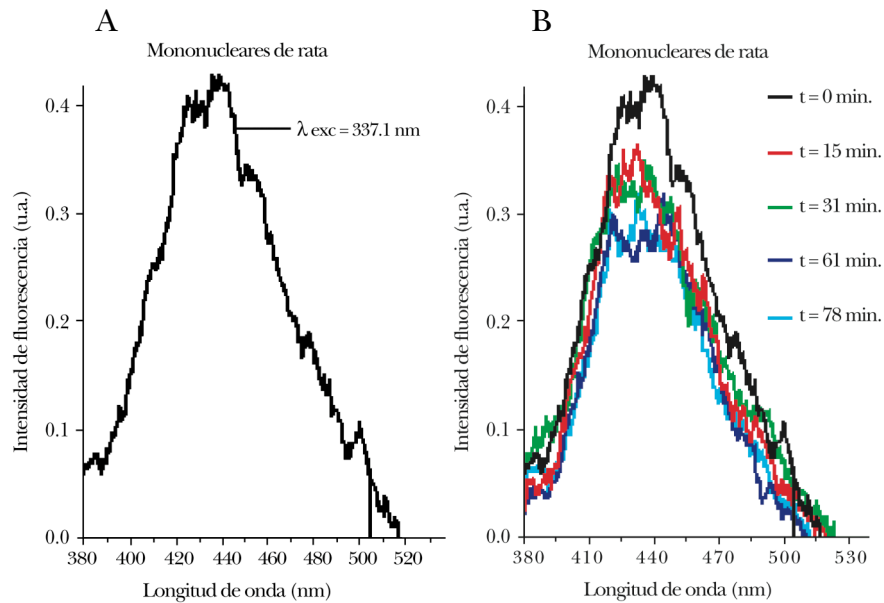 A
Mononucleares de rata
Intensidad de fluorescencia (u.a.)
0.4
0.3
0.2
0.1
0.0
λ exc = 337.1 nm
380 400 420 440 460 480 500 520
Longitud de onda (nm)
B
Mononucleares de rata
Intensidad de fluorescencia (u.a.)
0.4
0.3
0.2
0.1
0.0
t = 0 min.
t = 15 min.
t = 31 min.
t = 61 min.
t = 78 min.
380 410 440 470 500 530
Longitud de onda (nm)